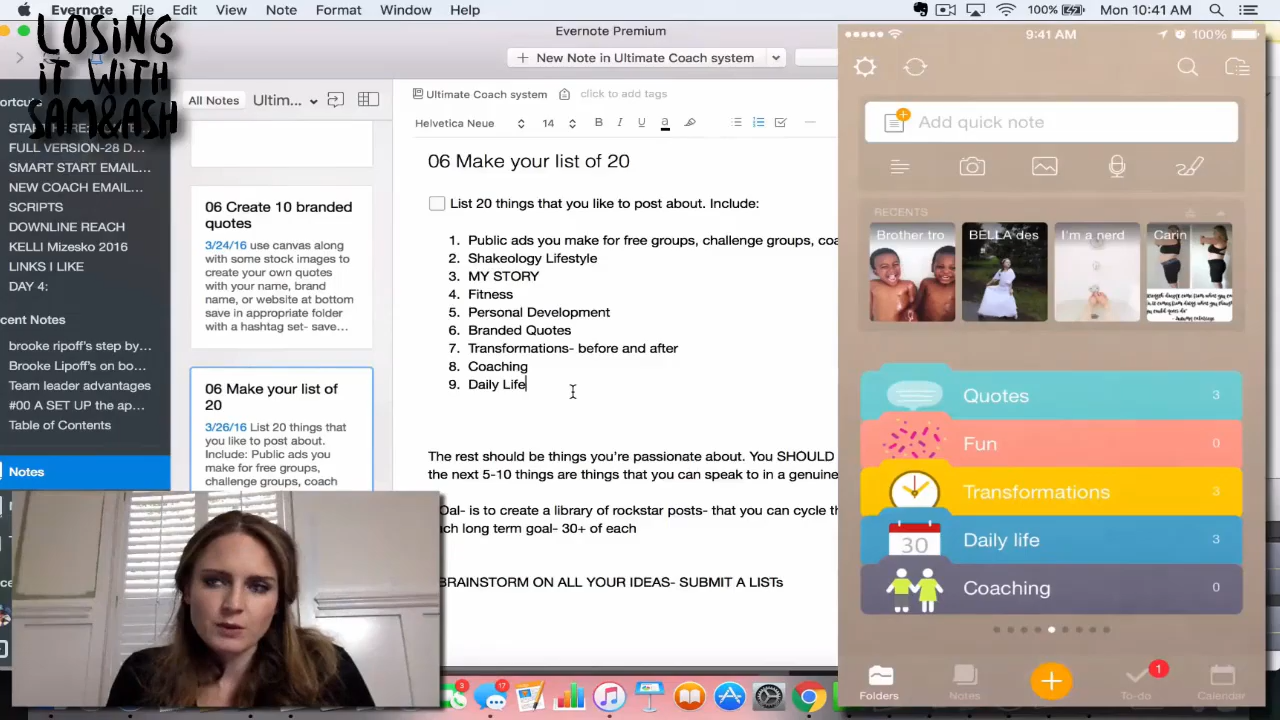 Evernote File Edit View Note Format Window Help
100%
Mon 10:41 AM
LOSING
iT WiTH
SAM&ASH
Evernote Premium
New Note in Ultimate Coach system
ortcuts
START HERE:
FULL VERSION-28 D...
SMART START EMAIL...
NEW COACH EMAIL...
SCRIPTS
DOWNLINE REACH
KELLI Mizesko 2016
LINKS I LIKE
DAY 4:
cent Notes
brooke ripoff's step by...
Brooke Lipoff's on bo...
Team leader advantages
#00 A SET UP the ap...
Table of Contents
Notes
All Notes
Ultim...
06 Create 10 branded
quotes
3/24/16 use canvas along
with some stock images to
create your own quotes
with your name, brand
name, or website at bottom
save in appropriate folder
with a hashtag set- save...
06 Make your list of
20
3/26/16 List 20 things that
you like to post about.
Include: Public ads you
make for free groups,
challenge groups, coach
Ultimate Coach system
click to add tags
Helvetica Neue
14
B I U a
06 Make your list of 20
List 20 things that you like to post about. Include:
1. Public ads you make for free groups, challenge groups, coa
2. Shakeology Lifestyle
3. MY STORY
4. Fitness
5. Personal Development
6. Branded Quotes
7. Transformations- before and after
8. Coaching
9. Daily Life
The rest should be things you're passionate about. You SHOULD
the next 5-10 things are things that you can speak to in a genuine
Oal- is to create a library of rockstar posts- that you can cycle th
ach long term goal- 30+ of each
BRAINSTORM ON ALL YOUR IDEAS- SUBMIT A LISTs
3
17
9:41 AM
100%
Add quick note
RECENTS
Brother tro
BELLA des
I'm a nerd
Carin
Quotes 3
Fun 0
Transformations 3
30
Daily life 3
Coaching 0
Folders
Notes
1
To-do
Calendar